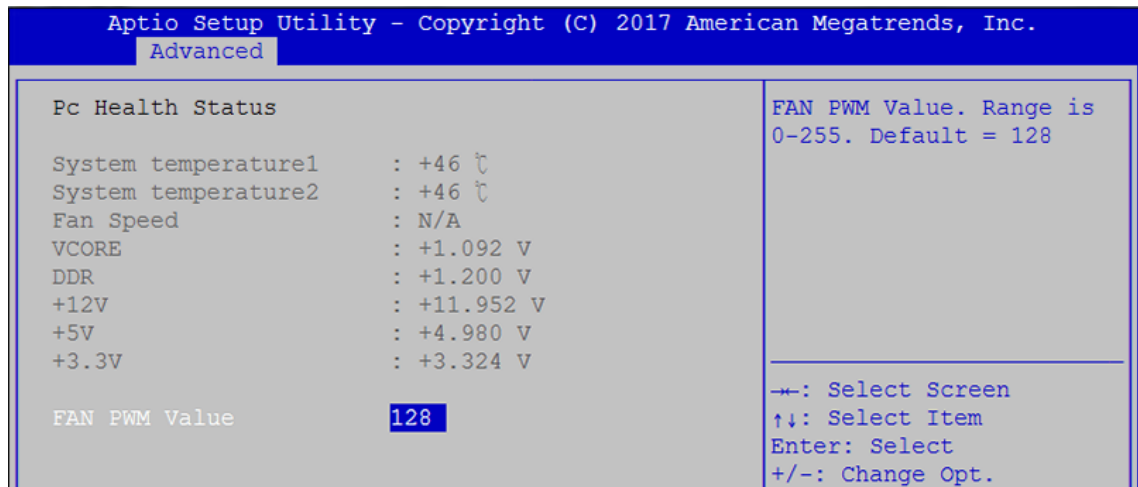 Aptio Setup Utility - Copyright (C) 2017 American Megatrends, Inc.
Advanced
Pc Health Status
System temperature1 : +46 ℃
System temperature2 : +46 ℃
Fan Speed : N/A
VCORE : +1.092 V
DDR : +1.200 V
+12V : +11.952 V
+5V : +4.980 V
+3.3V : +3.324 V
FAN PWM Value 128
FAN PWM Value. Range is
0-255. Default = 128
→←: Select Screen
↑↓: Select Item
Enter: Select
+/-: Change Opt.